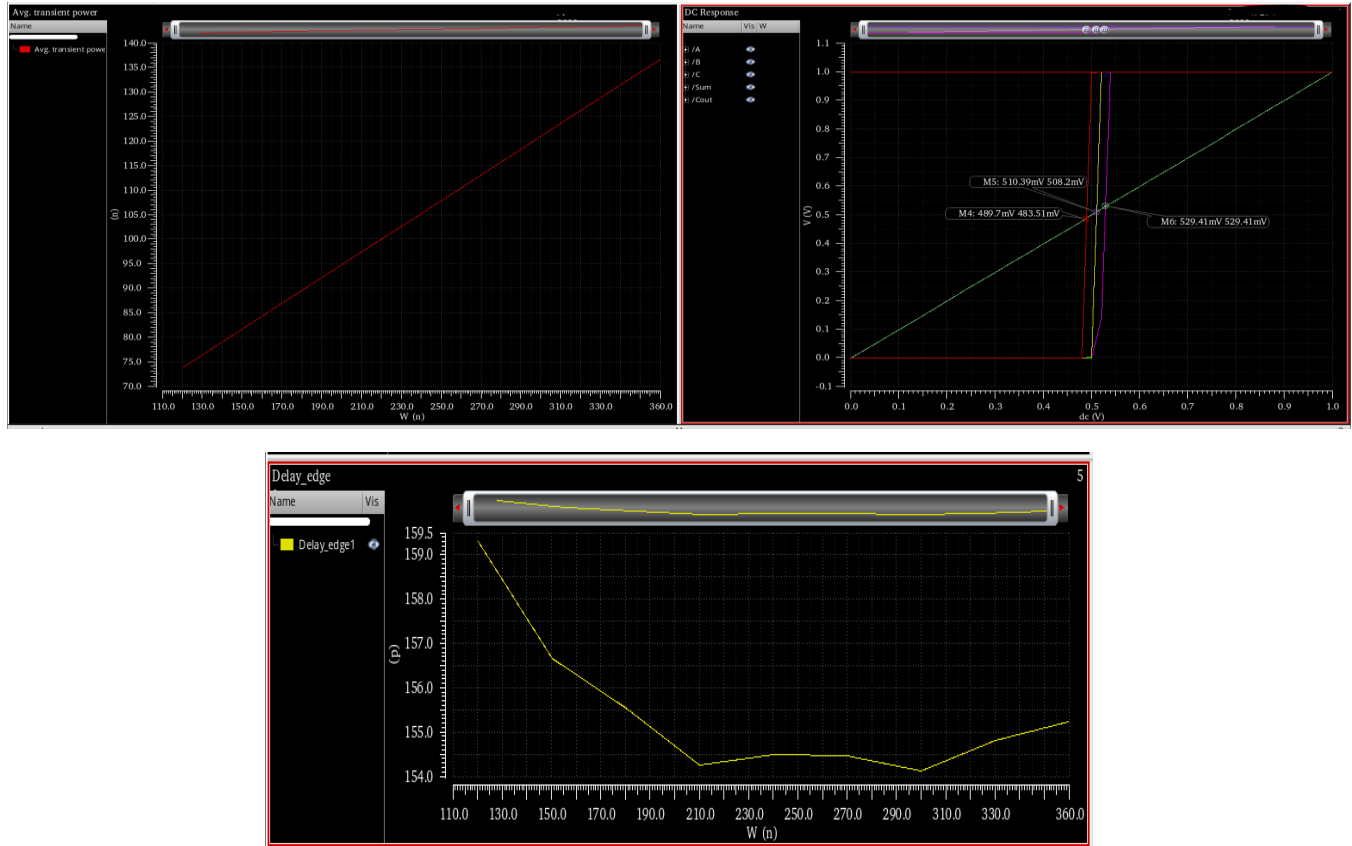 Avg. transient power
Name
Avg. transient powe
140.0
135.0
130.0
125.0
120.0
115.0
110.0
105.0
100.0
95.0
90.0
85.0
80.0
75.0
70.0
(n)
110.0 130.0 150.0 170.0 190.0 210.0 230.0 250.0 270.0 290.0 310.0 330.0 360.0
W (n)
DC Response
Name Vis W
/A
/B
/C
/Sum
/Cout
1.1
1.0
0.9
0.8
0.7
0.6
0.5
0.4
0.3
0.2
0.1
0.0
-0.1
V (V)
M5: 510.39mV 508.2mV
M4: 489.7mV 483.51mV
M6: 529.41mV 529.41mV
0.0 0.1 0.2 0.3 0.4 0.5 0.6 0.7 0.8 0.9 1.0
dc (V)
Delay_edge
5
Name Vis
Delay_edge1
159.5
159.0
158.0
157.0
156.0
155.0
154.0
(p)
110.0 130.0 150.0 170.0 190.0 210.0 230.0 250.0 270.0 290.0 310.0 330.0 360.0
W (n)